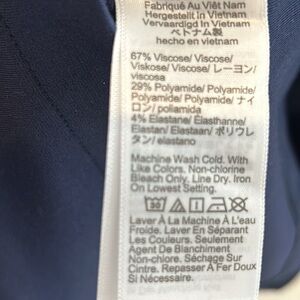 Fabriqué Au Viêt Nam
Hergestellt In Vietnam
Vervaardigd In Vietnam
ベトナム製
hecho en vietnam
67% Viscose/ Viscose/
Viskose/ Viscose/ レーヨン/
viscosa
29% Polyamide/ Polyamide/
Polyamid/ Polyamide/ ナイ
ロン/ poliamida
4% Elastane/ Élasthanne/
Elastan/ Elastaan/ ポリウレ
タン/ elastano
Machine Wash Cold. With
Like Colors. Non-chlorine
Bleach Only. Line Dry. Iron
On Lowest Setting.
Laver À La Machine À L'eau
Froide. Laver En Séparant
Les Couleurs. Seulement
Agent De Blanchiment
Non-Chlore. Séchage Sur
Cintre. Repasser À Fer Doux
Si Nécessaire.